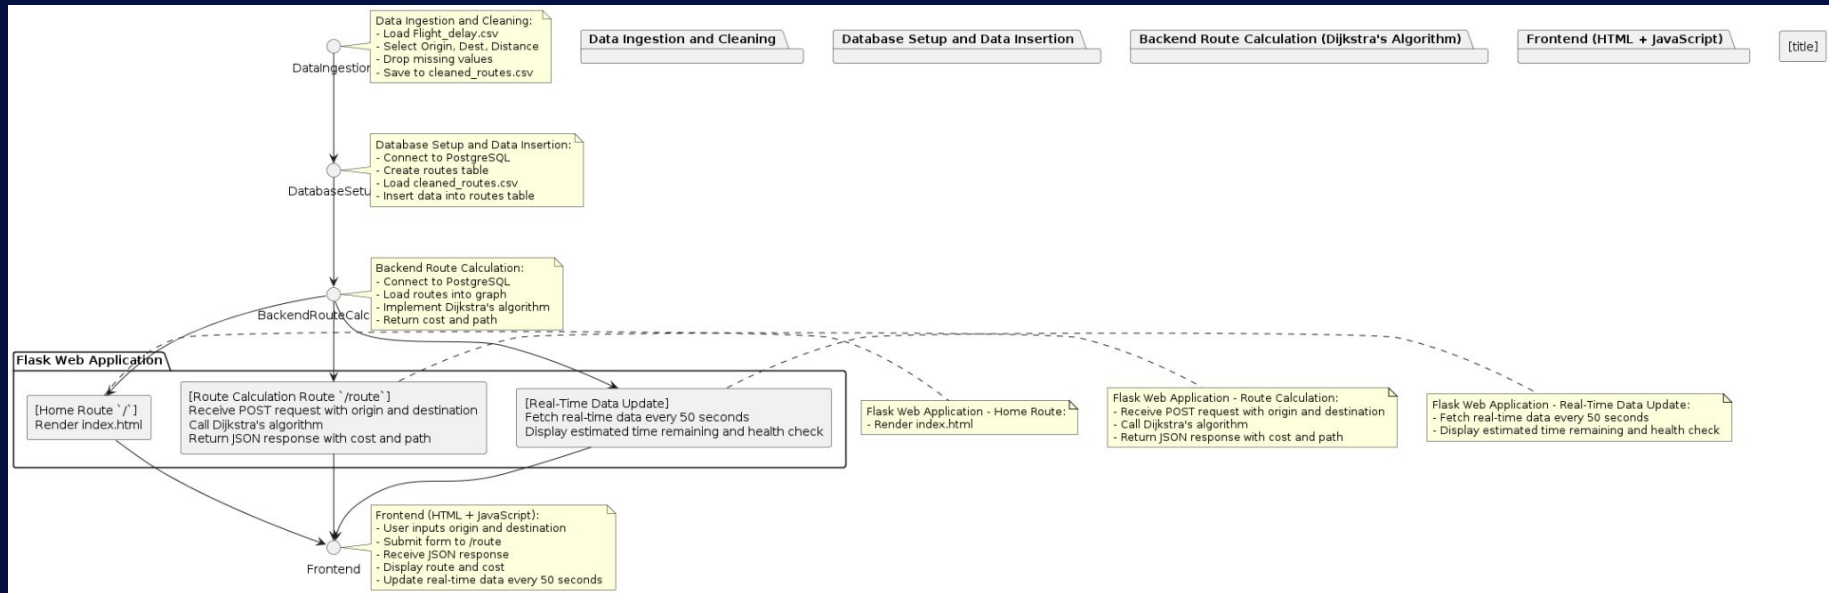 Data Ingestion and Cleaning:
- Load Flight_delay.csv
- Select Origin, Dest, Distance
- Drop missing values
- Save to cleaned_routes.csv
DataIngestion
Data Ingestion and Cleaning
Database Setup and Data Insertion
Backend Route Calculation (Dijkstra's Algorithm)
Frontend (HTML + JavaScript)
[title]
Database Setup and Data Insertion:
- Connect to PostgreSQL
- Create routes table
- Load cleaned_routes.csv
- Insert data into routes table
DatabaseSetu
Backend Route Calculation:
- Connect to PostgreSQL
- Load routes into graph
- Implement Dijkstra's algorithm
- Return cost and path
BackendRouteCalc
Flask Web Application
[Home Route `/`]
Render index.html
[Route Calculation Route `/route`]
Receive POST request with origin and destination
Call Dijkstra's algorithm
Return JSON response with cost and path
[Real-Time Data Update]
Fetch real-time data every 50 seconds
Display estimated time remaining and health check
Flask Web Application - Home Route:
- Render index.html
Flask Web Application - Route Calculation:
- Receive POST request with origin and destination
- Call Dijkstra's algorithm
- Return JSON response with cost and path
Flask Web Application - Real-Time Data Update:
- Fetch real-time data every 50 seconds
- Display estimated time remaining and health check
Frontend (HTML + JavaScript):
- User inputs origin and destination
- Submit form to /route
- Receive JSON response
- Display route and cost
- Update real-time data every 50 seconds
Frontend